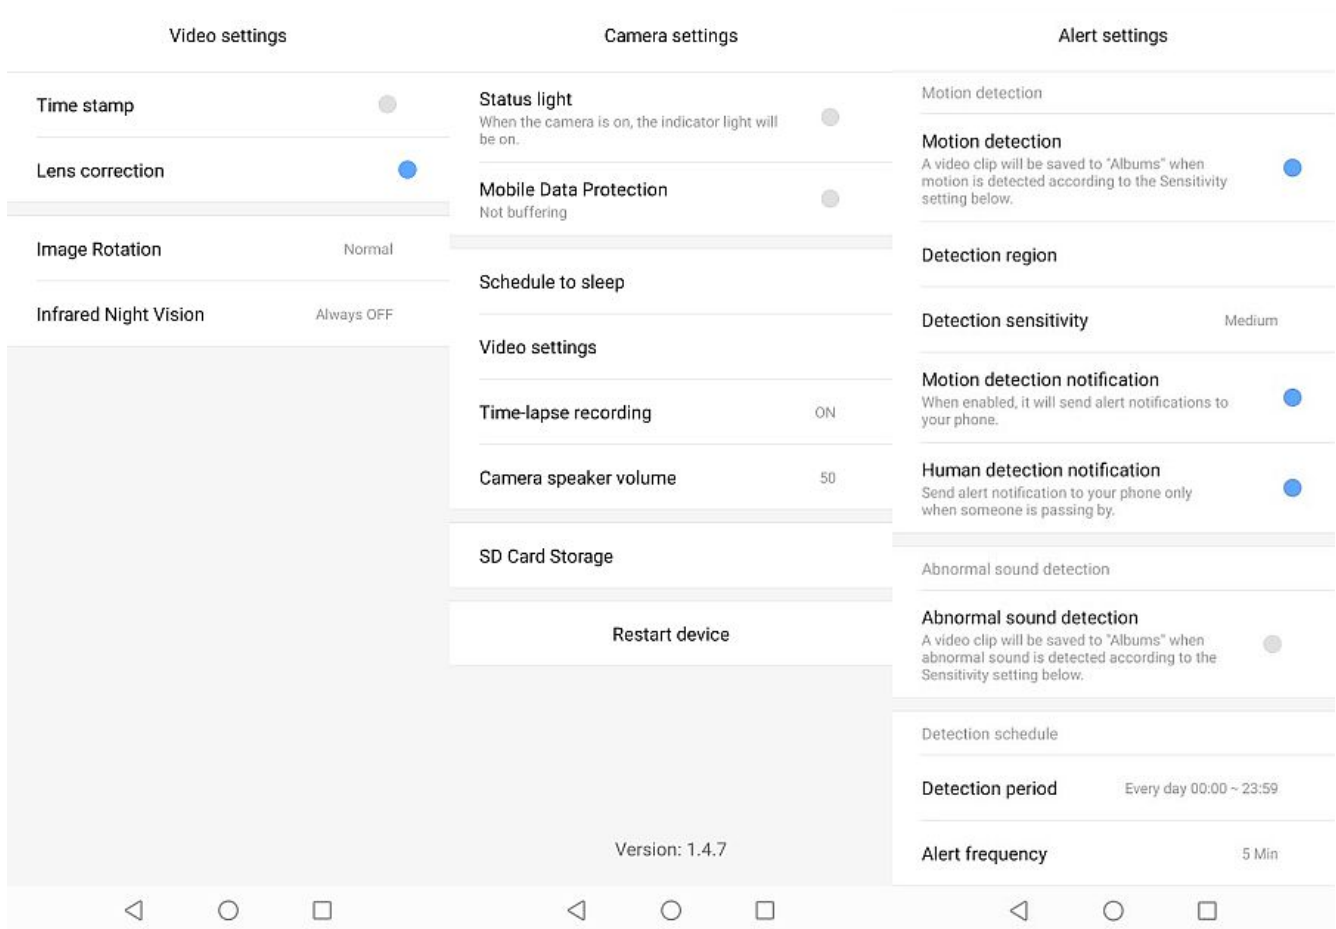 Video settings
Time stamp
Lens correction
Image Rotation Normal
Infrared Night Vision Always OFF
Camera settings
Status light
When the camera is on, the indicator light will
be on.
Mobile Data Protection
Not buffering
Schedule to sleep
Video settings
Time-lapse recording ON
Camera speaker volume 50
SD Card Storage
Restart device
Version: 1.4.7
Alert settings
Motion detection
Motion detection
A video clip will be saved to "Albums" when
motion is detected according to the Sensitivity
setting below.
Detection region
Detection sensitivity Medium
Motion detection notification
When enabled, it will send alert notifications to
your phone.
Human detection notification
Send alert notification to your phone only
when someone is passing by.
Abnormal sound detection
Abnormal sound detection
A video clip will be saved to "Albums" when
abnormal sound is detected according to the
Sensitivity setting below.
Detection schedule
Detection period Every day 00:00 ~ 23:59
Alert frequency 5 Min